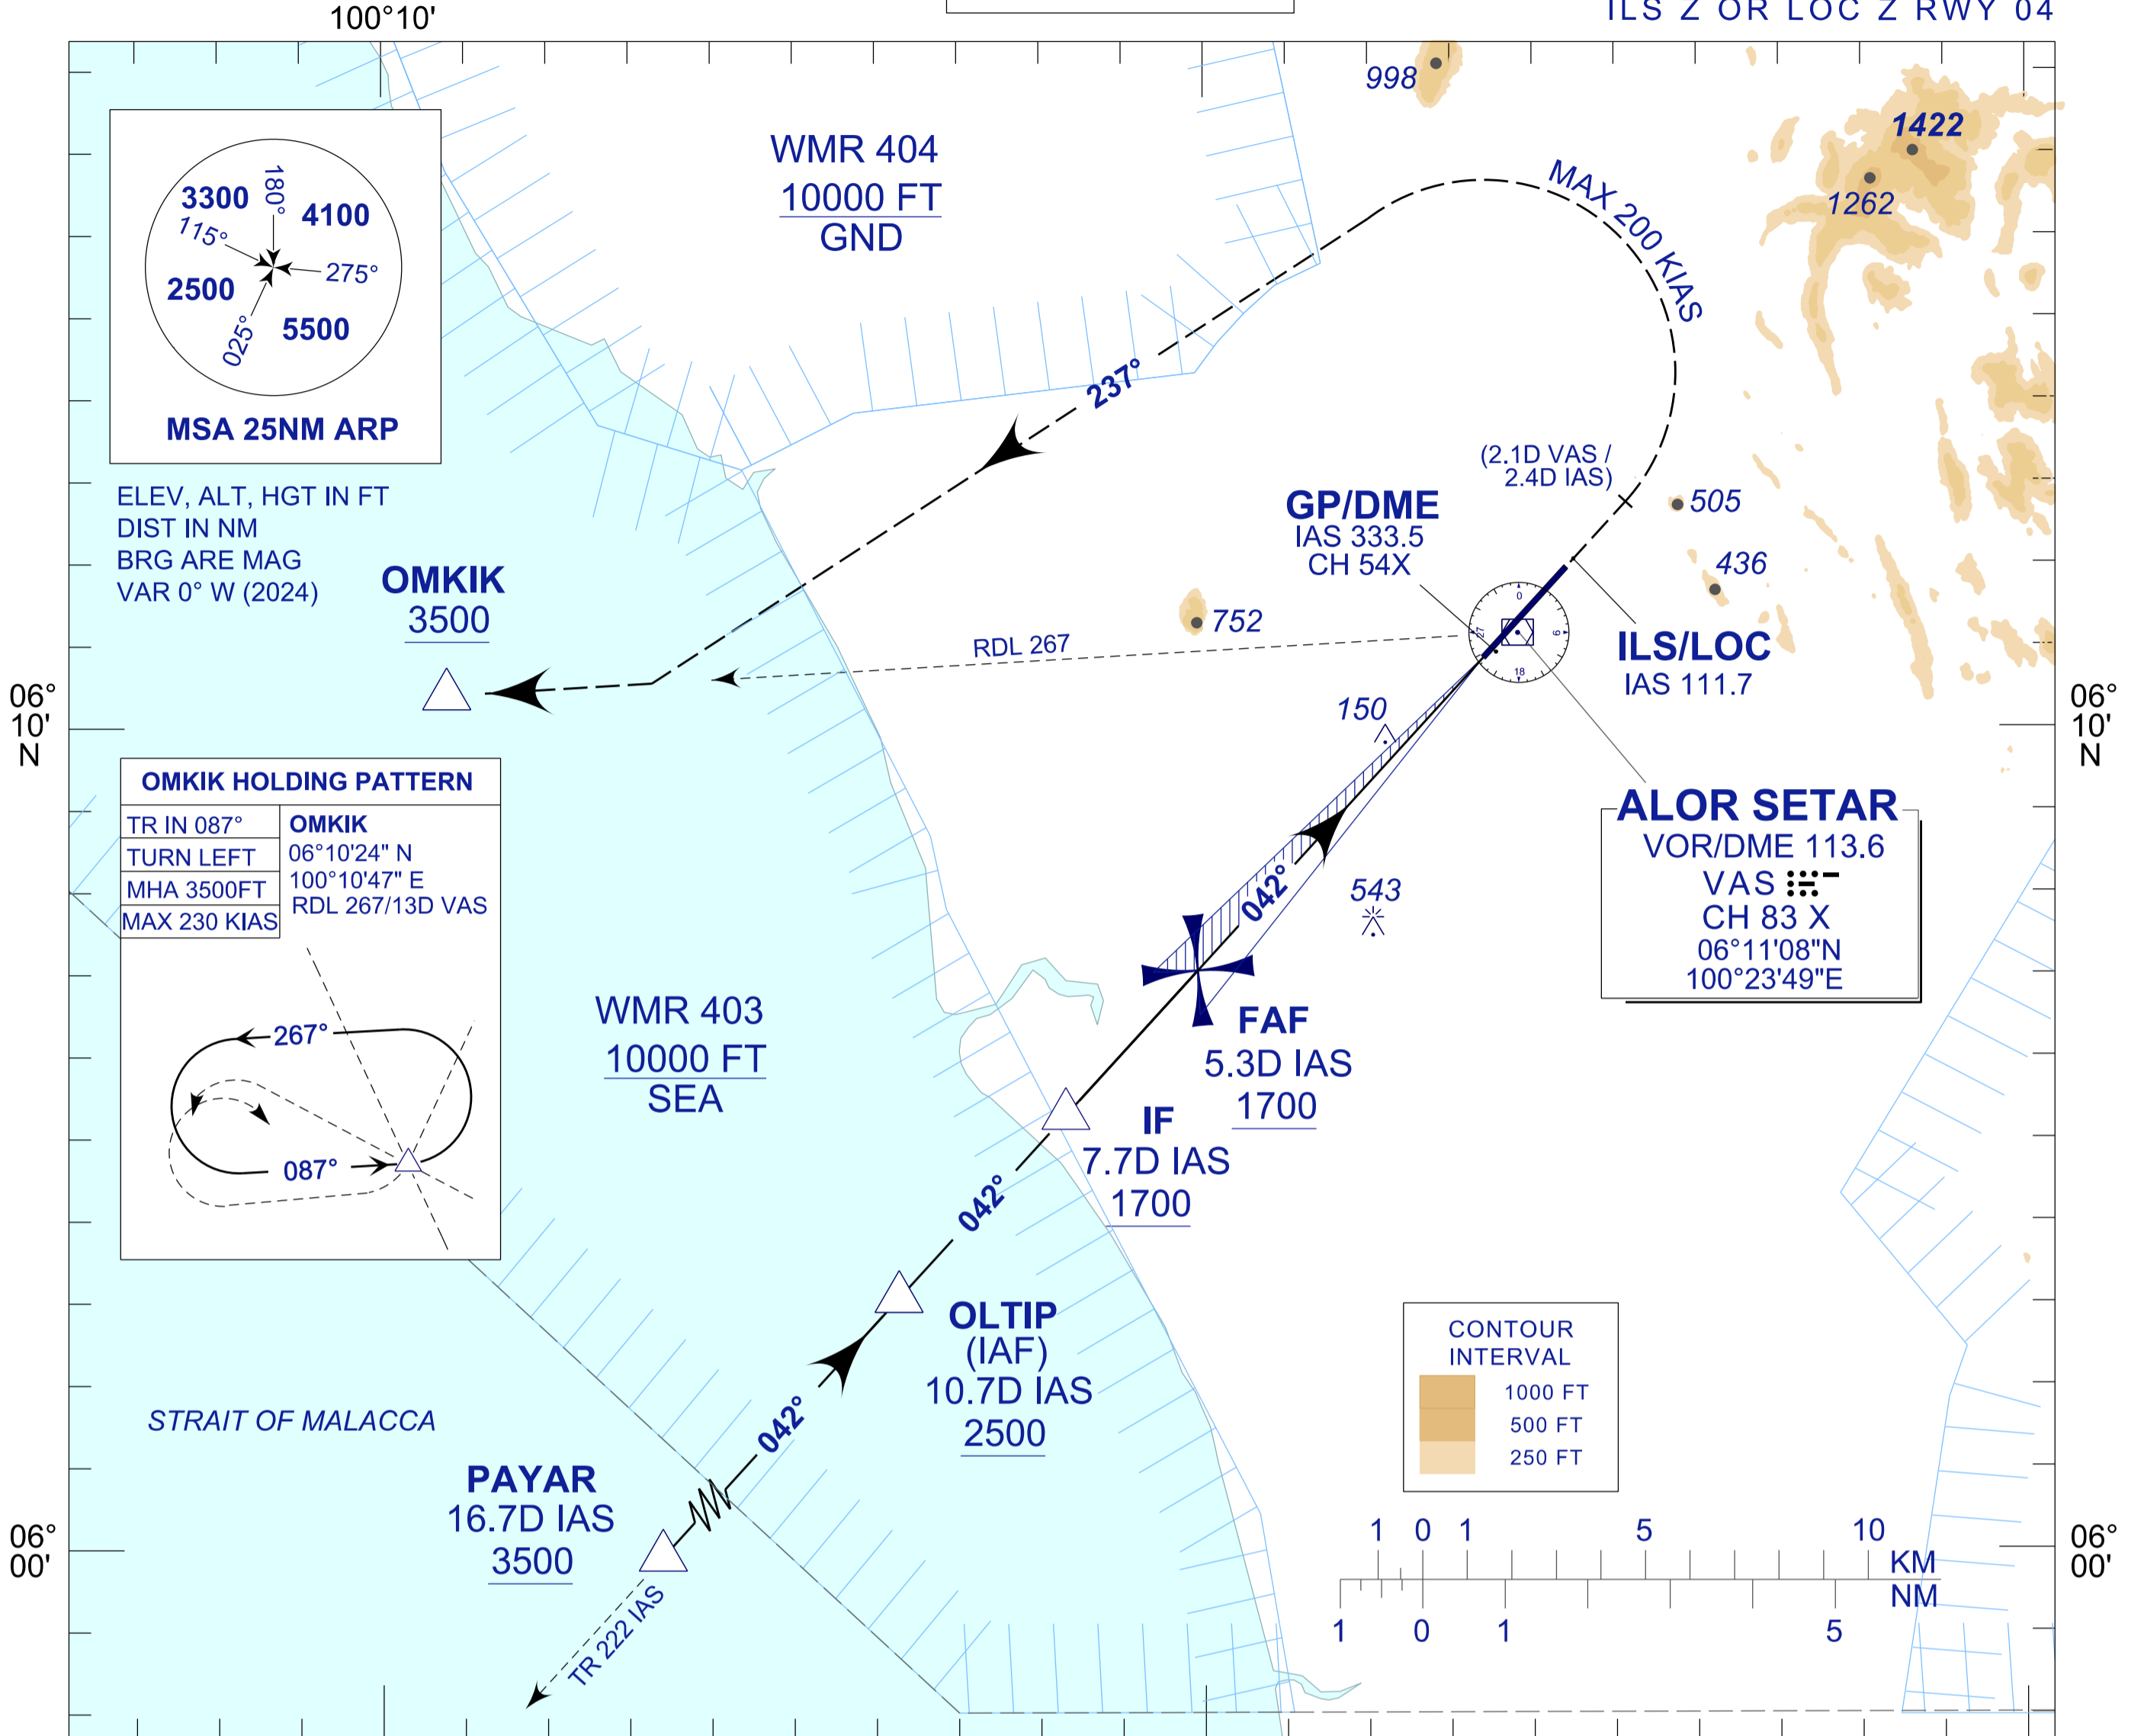 ILS Z OR LOC Z RWY 04
100°10'
998
1422
1262
WMR 404
10000 FT
GND
MAX 200 KIAS
3300
180°
4100
115°
275°
2500
025°
5500
MSA 25NM ARP
237°
ELEV, ALT, HGT IN FT
DIST IN NM
BRG ARE MAG
VAR 0° W (2024)
(2.1D VAS /
2.4D IAS)
505
436
GP/DME
IAS 333.5
CH 54X
OMKIK
3500
752
RDL 267
0
9
18
27
ILS/LOC
IAS 111.7
06°
10'
N
06°
10'
N
150
OMKIK HOLDING PATTERN
TR IN 087°
TURN LEFT
MHA 3500FT
MAX 230 KIAS
OMKIK
06°10'24" N
100°10'47" E
RDL 267/13D VAS
267°
087°
ALOR SETAR
VOR/DME 113.6
VAS
CH 83 X
06°11'08"N
100°23'49"E
042°
543
WMR 403
10000 FT
SEA
FAF
5.3D IAS
1700
IF
7.7D IAS
1700
042°
OLTIP
(IAF)
10.7D IAS
2500
042°
STRAIT OF MALACCA
PAYAR
16.7D IAS
3500
TR 222 IAS
CONTOUR
INTERVAL
1000 FT
500 FT
250 FT
06°
00'
06°
00'
1 0 1 5 10
KM
NM
1 0 1 5